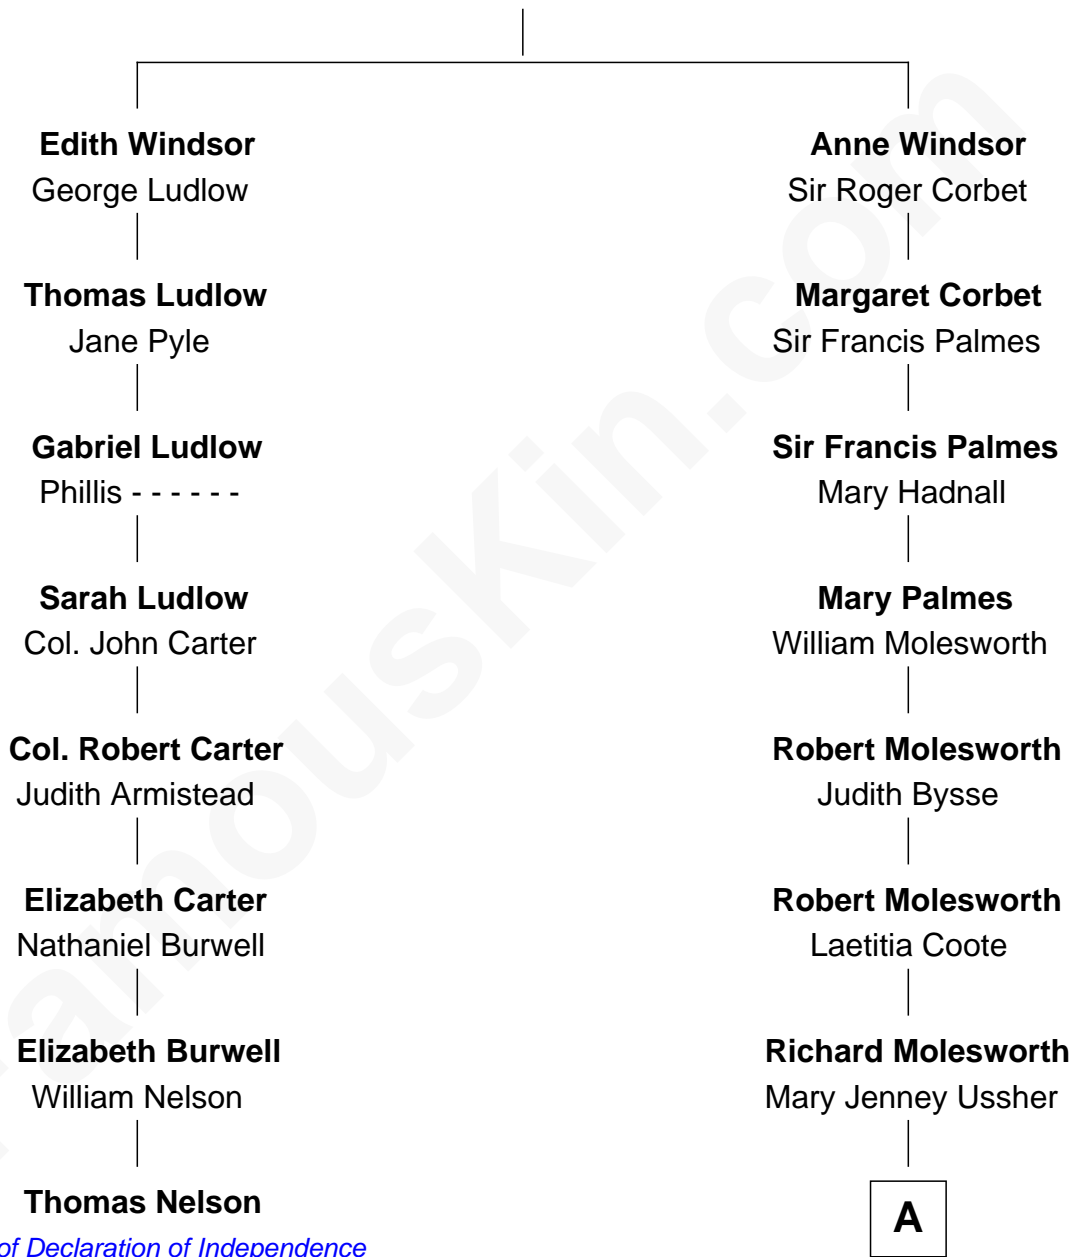 Edith Windsor
George Ludlow
Thomas Ludlow
Jane Pyle
Gabriel Ludlow
Phillis - - - - - -
Sarah Ludlow
Col. John Carter
Col. Robert Carter
Judith Armistead
Elizabeth Carter
Nathaniel Burwell
Elizabeth Burwell
William Nelson
Thomas Nelson
of Declaration of Independence
Anne Windsor
Sir Roger Corbet
Margaret Corbet
Sir Francis Palmes
Sir Francis Palmes
Mary Hadnall
Mary Palmes
William Molesworth
Robert Molesworth
Judith Bysse
Robert Molesworth
Laetitia Coote
Richard Molesworth
Mary Jenney Ussher
A
FamousKin.com